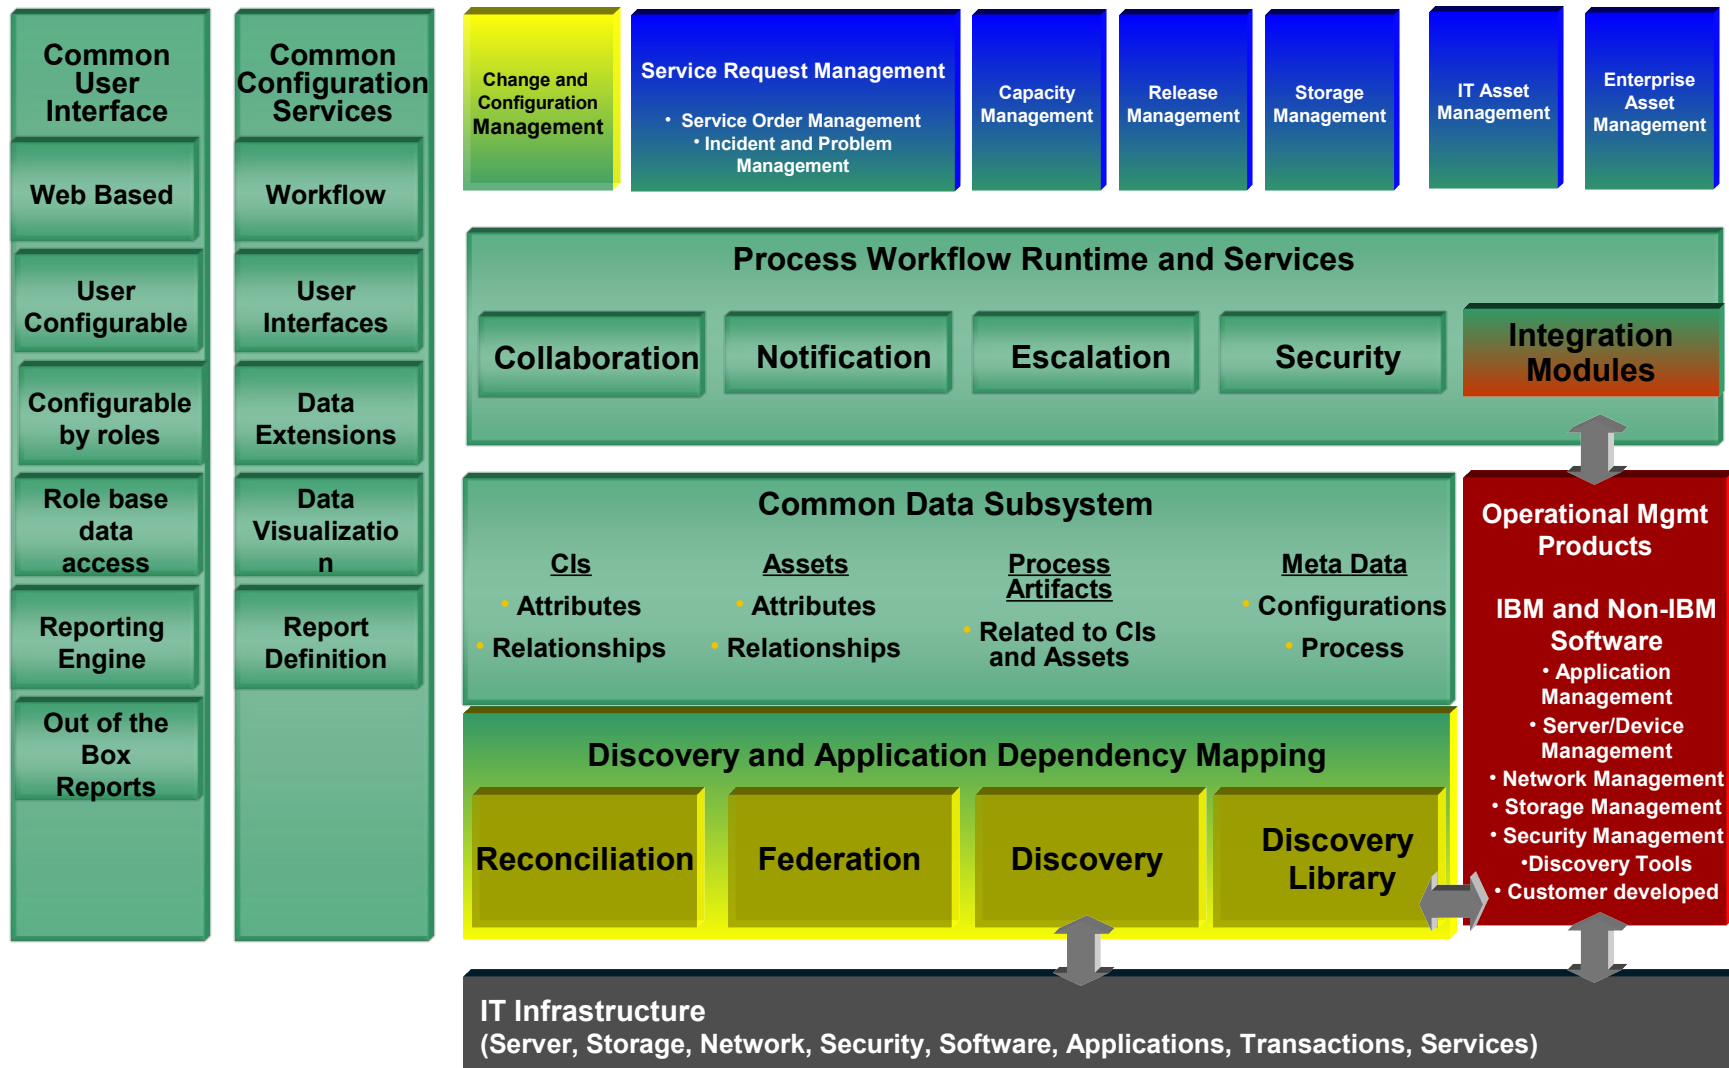 Common
User
Interface
Web Based
User
Configurable
Configurable
by roles
Role base
data
access
Reporting
Engine
Out of the
Box
Reports
Common
Configuration
Services
Workflow
User
Interfaces
Data
Extensions
Data
Visualizatio
n
Report
Definition
Change and
Configuration
Management
Service Request Management
• Service Order Management
• Incident and Problem
Management
Capacity
Management
Release
Management
Storage
Management
IT Asset
Management
Enterprise
Asset
Management
Process Workflow Runtime and Services
Collaboration
Notification
Escalation
Security
Integration
Modules
Common Data Subsystem
CIs
• Attributes
• Relationships
Assets
• Attributes
• Relationships
Process
Artifacts
• Related to CIs
and Assets
Meta Data
• Configurations
• Process
Operational Mgmt
Products
IBM and Non-IBM
Software
• Application
Management
• Server/Device
Management
• Network Management
• Storage Management
• Security Management
•Discovery Tools
• Customer developed
Discovery and Application Dependency Mapping
Reconciliation
Federation
Discovery
Discovery
Library
IT Infrastructure
(Server, Storage, Network, Security, Software, Applications, Transactions, Services)